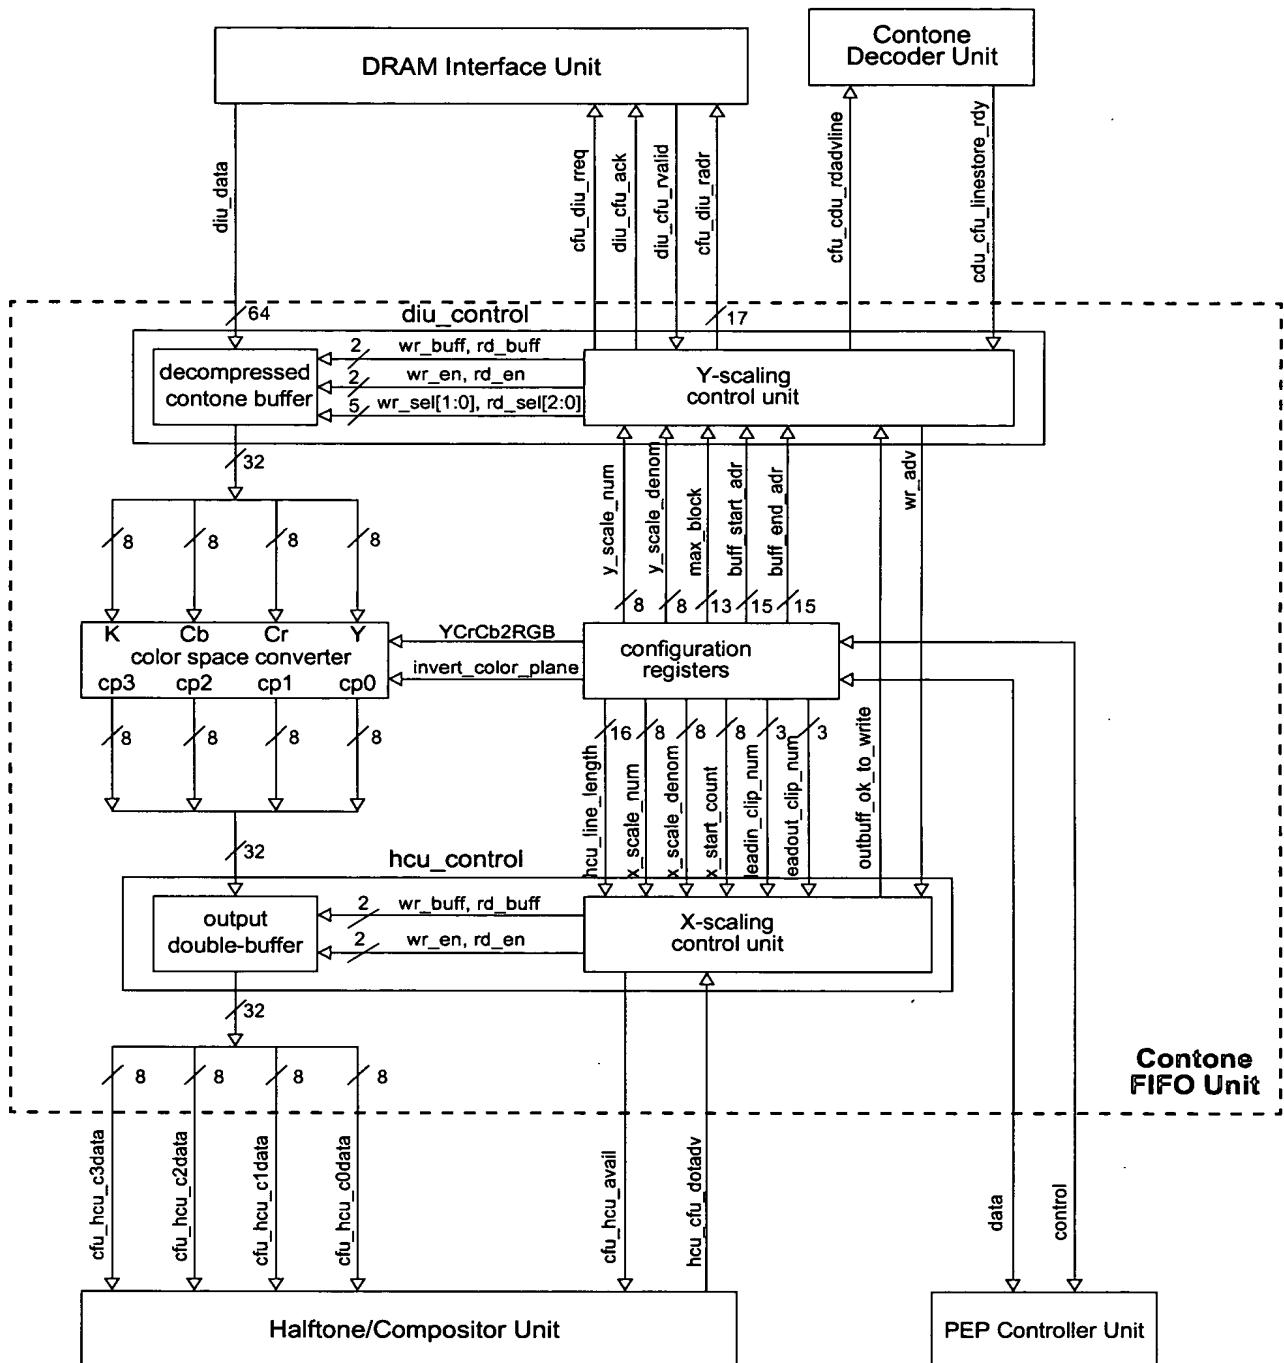 DRAM Interface Unit
Contone
Decoder Unit
diu_data
cfu_diu_rreq
diu_cfu_ack
diu_cfu_rvalid
cfu_diu_radr
cfu_cdu_rdadvline
cdu_cfu_linestore_rdy
64
diu_control
17
decompressed
contone buffer
2
wr_buff, rd_buff
2
wr_en, rd_en
5
wr_sel[1:0], rd_sel[2:0]
Y-scaling
control unit
32
y_scale_num
y_scale_denom
max_block
buff_start_adr
buff_end_adr
wr_adv
8
8
8
8
8
8
13
15
15
K
Cb
Cr
Y
color space converter
cp3
cp2
cp1
cp0
YCrCb2RGB
invert_color_plane
configuration
registers
8
8
8
8
16
8
8
8
3
3
hcu_line_length
x_scale_num
x_scale_denom
x_start_count
leadin_clip_num
leadout_clip_num
outbuff_ok_to_write
32
hcu_control
output
double-buffer
2
wr_buff, rd_buff
2
wr_en, rd_en
X-scaling
control unit
32
8
8
8
8
Contone
FIFO Unit
cfu_hcu_c3data
cfu_hcu_c2data
cfu_hcu_c1data
cfu_hcu_c0data
cfu_hcu_avail
hcu_cfu_dotadv
data
control
Halftone/Compositor Unit
PEP Controller Unit